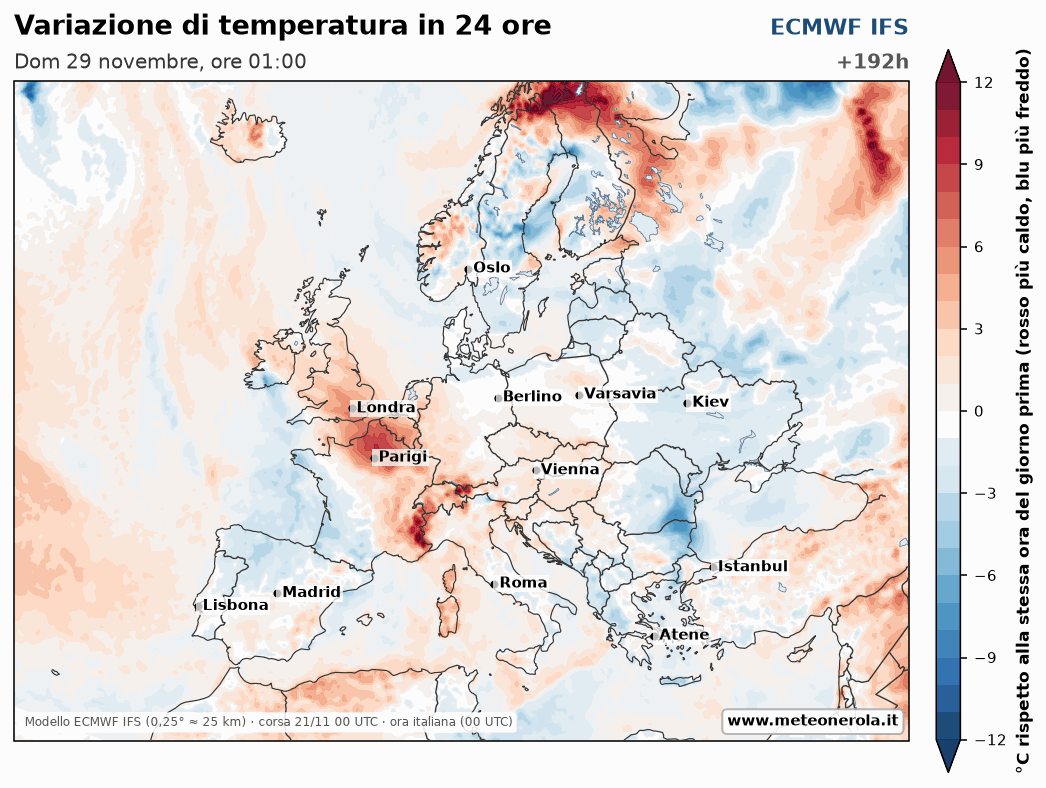 Variazione di temperatura in 24 ore
ECMWF IFS
Dom 29 novembre, ore 01:00
+192h
Oslo
Londra
Berlino
Varsavia
Kiev
Parigi
Vienna
Istanbul
Roma
Madrid
Lisbona
Atene
Modello ECMWF IFS (0,25° ≈ 25 km) · corsa 21/11 00 UTC · ora italiana (00 UTC)
www.meteonerola.it
12
9
6
3
0
−3
−6
−9
−12
°C rispetto alla stessa ora del giorno prima (rosso più caldo, blu più freddo)